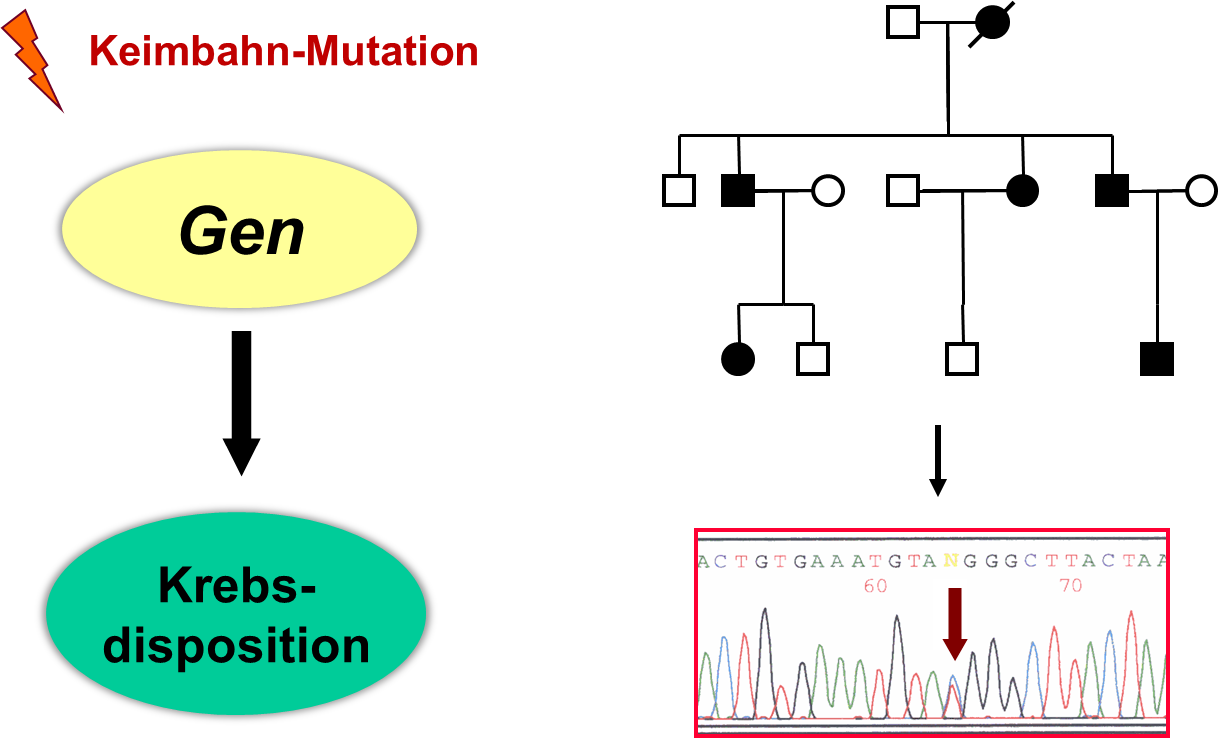 Keimbahn-Mutation
Gen
Krebs-
disposition
ACTGTGAAATGTANGGGCTTACTAA
60 70